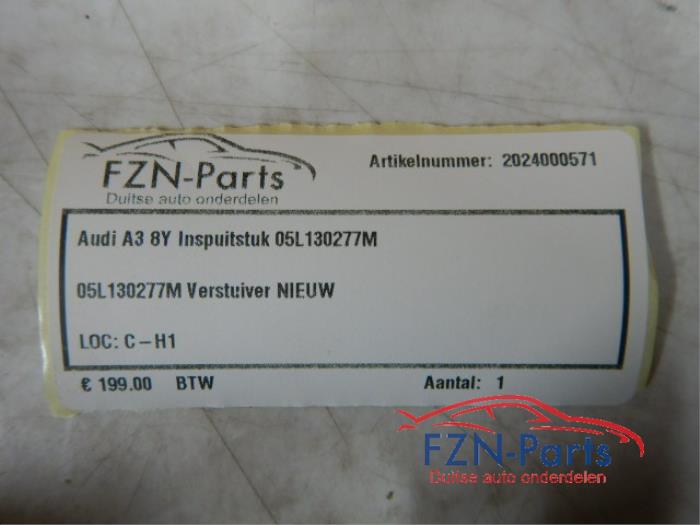 FZN-Parts
Duitse auto onderdelen
Artikelnummer: 2024000571
Audi A3 8Y Inspuitstuk 05L130277M
05L130277M Verstuiver NIEUW
LOC: C-H1
€ 199.00 BTW Aantal: 1
FZN-Parts
Duitse auto onderdelen